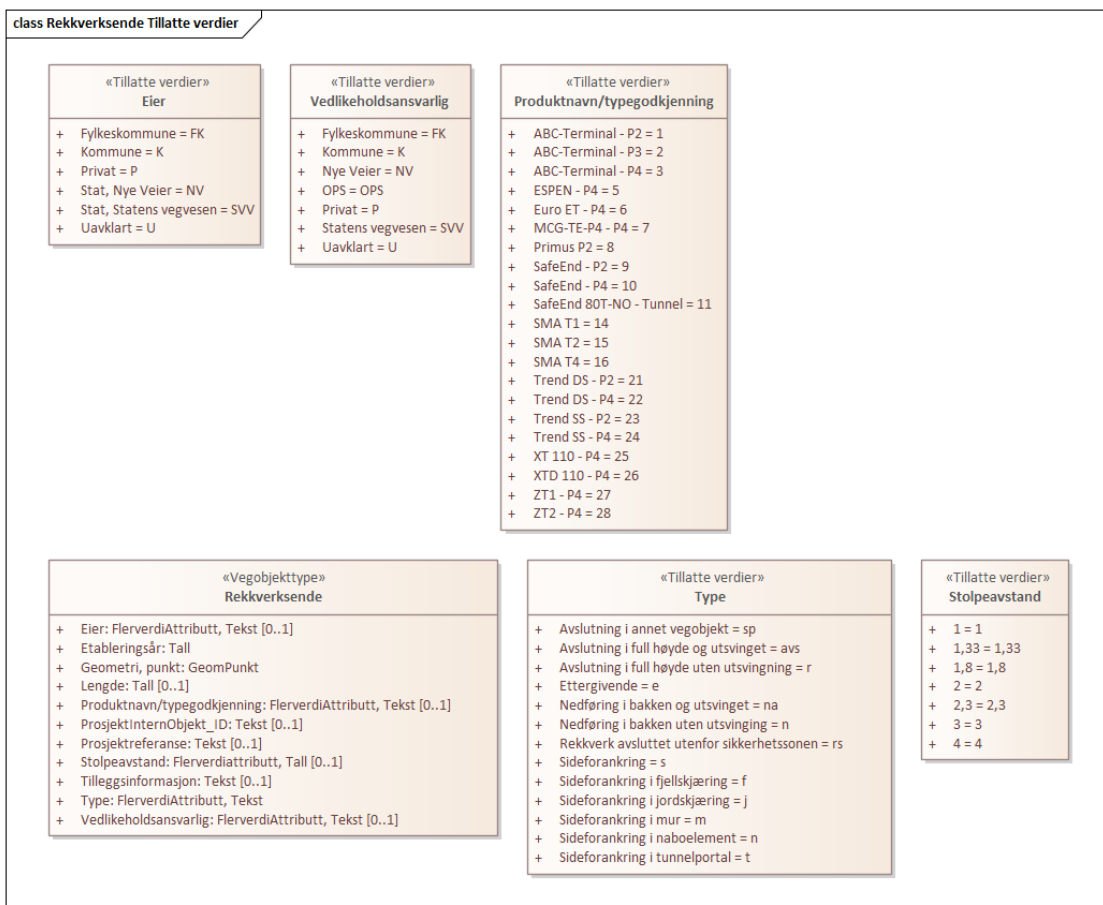 class Rekkverksende Tillatte verdier
«Tillatte verdier»
Eier
+ Fylkeskommune = FK
+ Kommune = K
+ Privat = P
+ Stat, Nye Veier = NV
+ Stat, Statens vegvesen = SVV
+ Uavklart = U
«Tillatte verdier»
Vedlikeholdsansvarlig
+ Fylkeskommune = FK
+ Kommune = K
+ Nye Veier = NV
+ OPS = OPS
+ Privat = P
+ Statens vegvesen = SVV
+ Uavklart = U
«Tillatte verdier»
Produktnavn/typegodkjenning
+ ABC-Terminal - P2 = 1
+ ABC-Terminal - P3 = 2
+ ABC-Terminal - P4 = 3
+ ESPEN - P4 = 5
+ Euro ET - P4 = 6
+ MCG-TE-P4 - P4 = 7
+ Primus P2 = 8
+ SafeEnd - P2 = 9
+ SafeEnd - P4 = 10
+ SafeEnd 80T-NO - Tunnel = 11
+ SMA T1 = 14
+ SMA T2 = 15
+ SMA T4 = 16
+ Trend DS - P2 = 21
+ Trend DS - P4 = 22
+ Trend SS - P2 = 23
+ Trend SS - P4 = 24
+ XT 110 - P4 = 25
+ XTD 110 - P4 = 26
+ ZT1 - P4 = 27
+ ZT2 - P4 = 28
«Vegobjekttype»
Rekkverksende
+ Eier: FlerverdiAttributt, Tekst [0..1]
+ Etableringsår: Tall
+ Geometri, punkt: GeomPunkt
+ Lengde: Tall [0..1]
+ Produktnavn/typegodkjenning: FlerverdiAttributt, Tekst [0..1]
+ ProsjektInternObjekt_ID: Tekst [0..1]
+ Prosjektreferanse: Tekst [0..1]
+ Stolpeavstand: Flerverdiattributt, Tall [0..1]
+ Tilleggsinformasjon: Tekst [0..1]
+ Type: FlerverdiAttributt, Tekst
+ Vedlikeholdsansvarlig: FlerverdiAttributt, Tekst [0..1]
«Tillatte verdier»
Type
+ Avslutning i annet vegobjekt = sp
+ Avslutning i full høyde og utsvinget = avs
+ Avslutning i full høyde uten utsvingning = r
+ Ettergivende = e
+ Nedføring i bakken og utsvinget = na
+ Nedføring i bakken uten utsvinging = n
+ Rekkverk avsluttet utenfor sikkerhetssonen = rs
+ Sideforankring = s
+ Sideforankring i fjellskjæring = f
+ Sideforankring i jordskjæring = j
+ Sideforankring i mur = m
+ Sideforankring i naboelement = n
+ Sideforankring i tunnelportal = t
«Tillatte verdier»
Stolpeavstand
+ 1 = 1
+ 1,33 = 1,33
+ 1,8 = 1,8
+ 2 = 2
+ 2,3 = 2,3
+ 3 = 3
+ 4 = 4